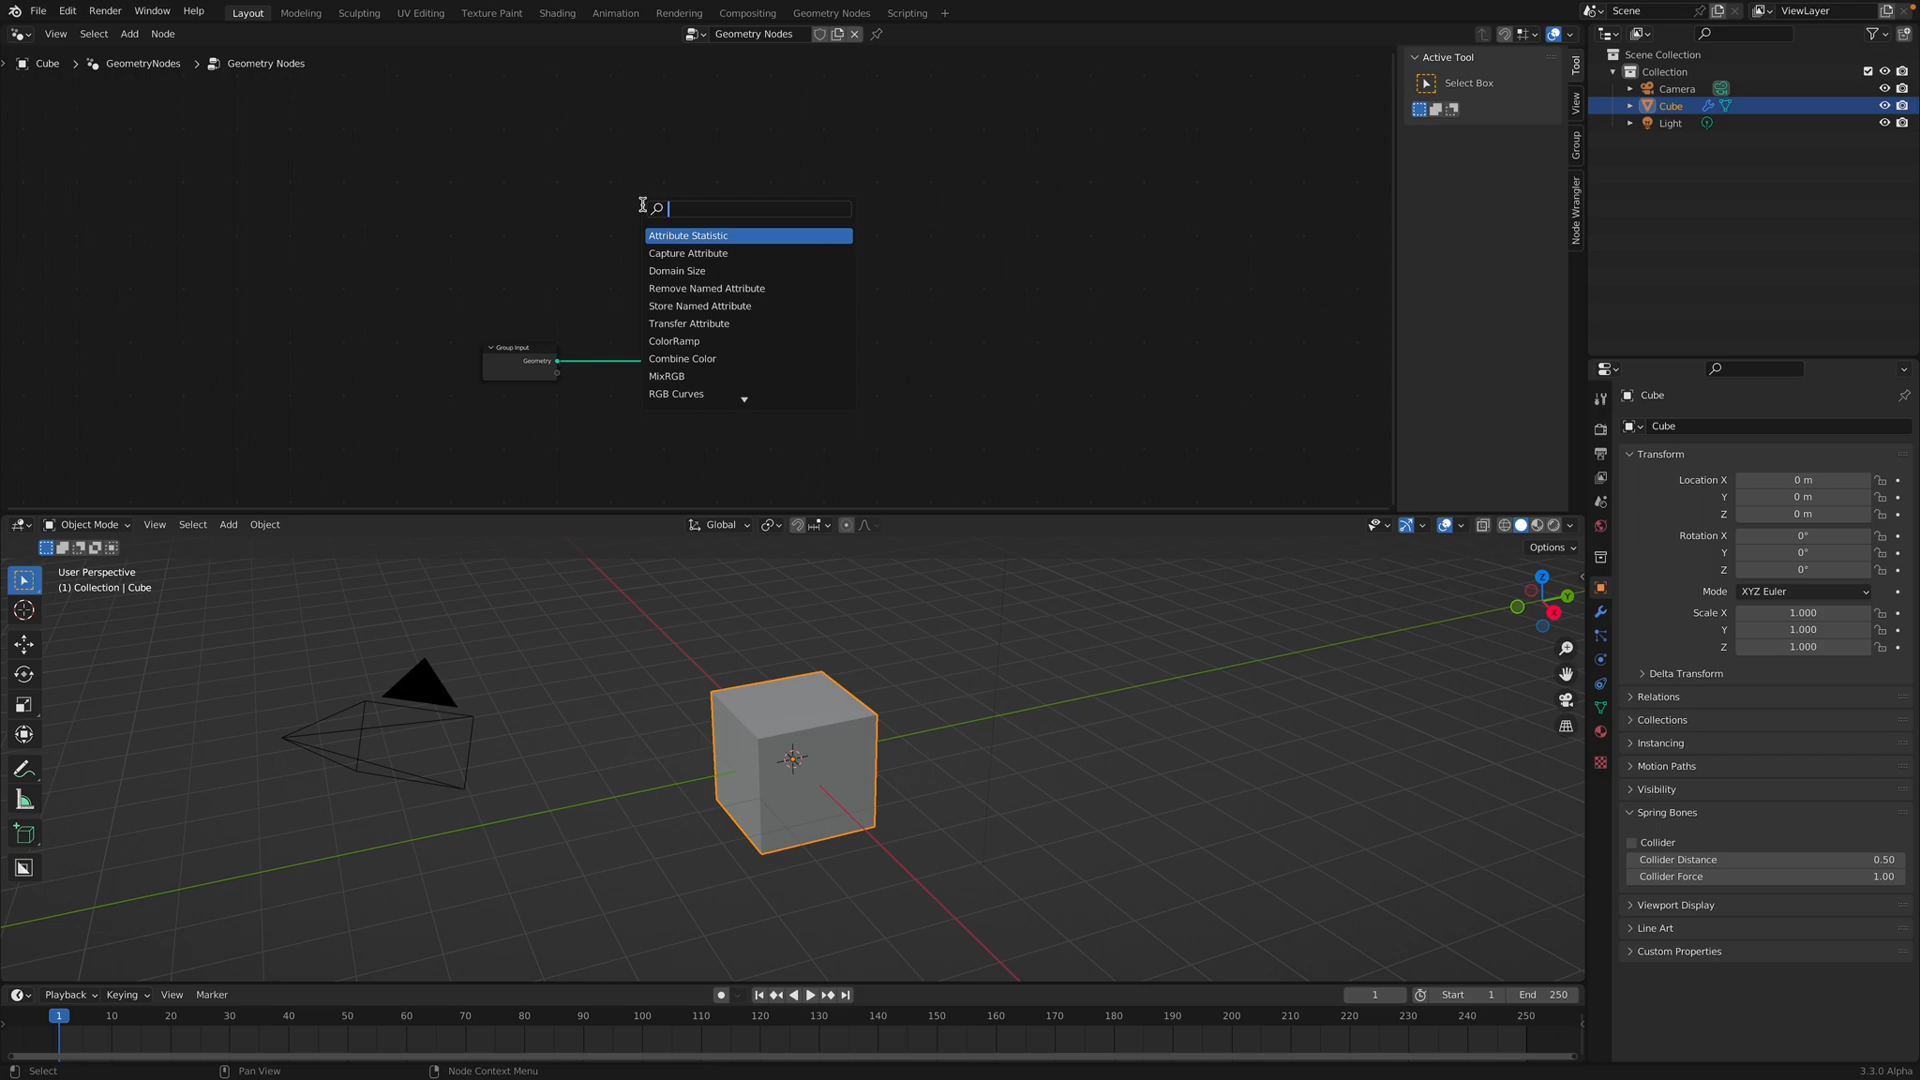 File Edit Render Window Help
Layout Modeling Sculpting UV Editing Texture Paint Shading Animation Rendering Compositing Geometry Nodes Scripting +
Scene
ViewLayer
View Select Add Node
Geometry Nodes
Cube > GeometryNodes > Geometry Nodes
Active Tool
Select Box
Tool
View
Group
Node Wrangler
Scene Collection
Collection
Camera
Cube
Light
Attribute Statistic
Capture Attribute
Domain Size
Remove Named Attribute
Store Named Attribute
Transfer Attribute
ColorRamp
Combine Color
MixRGB
RGB Curves
Group Input
Geometry
Object Mode View Select Add Object
Global
Options
User Perspective
(1) Collection | Cube
Z
Y
X
Cube
Cube
Transform
Location X 0 m
Y 0 m
Z 0 m
Rotation X 0°
Y 0°
Z 0°
Mode XYZ Euler
Scale X 1.000
Y 1.000
Z 1.000
Delta Transform
Relations
Collections
Instancing
Motion Paths
Visibility
Spring Bones
Collider
Collider Distance 0.50
Collider Force 1.00
Viewport Display
Line Art
Custom Properties
Playback Keying View Marker
1 Start 1 End 250
1 10 20 30 40 50 60 70 80 90 100 110 120 130 140 150 160 170 180 190 200 210 220 230 240 250
Select Pan View Node Context Menu 3.3.0 Alpha